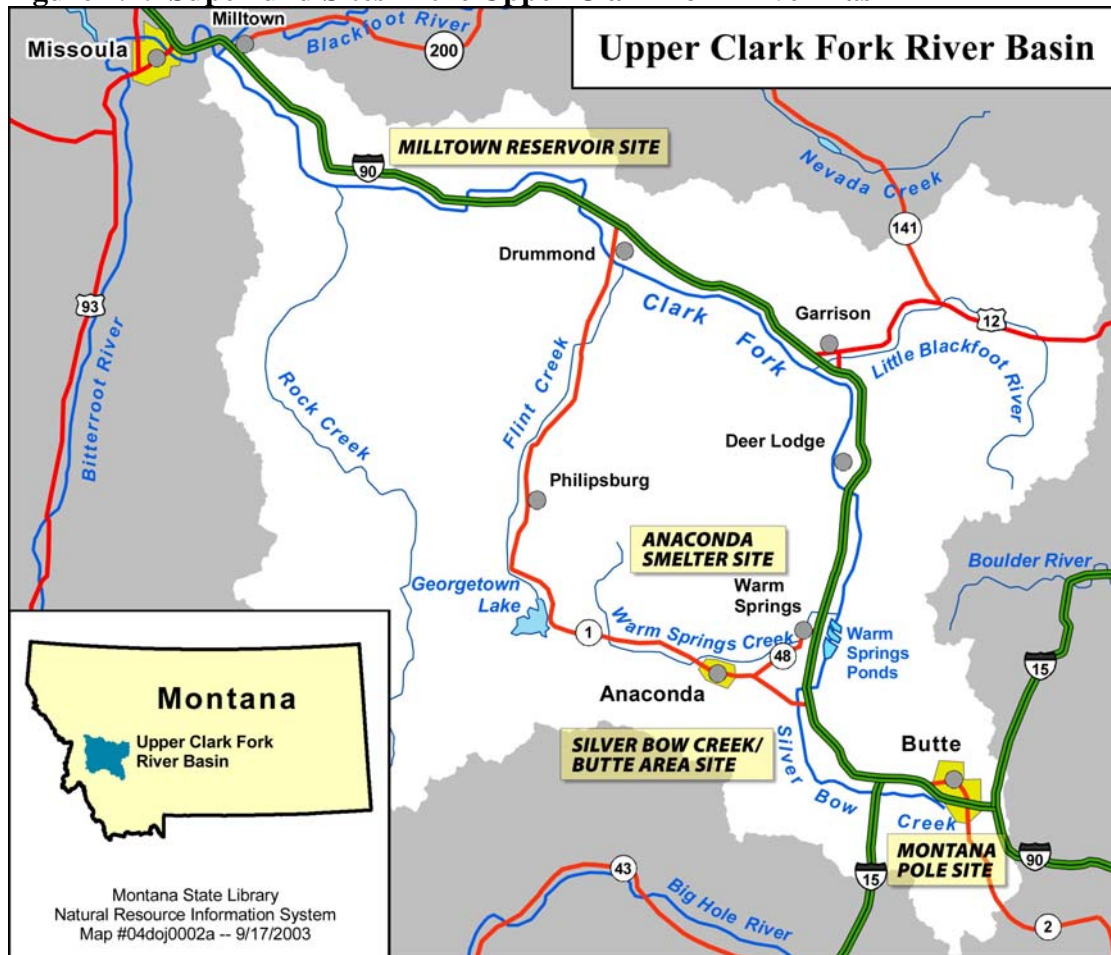 Upper Clark Fork River Basin
Milltown
Missoula
Blackfoot River
200
MILLTOWN RESERVOIR SITE
90
Nevada Creek
141
Drummond
Clark Fork
Garrison
12
Little Blackfoot River
93
Bitterroot River
Rock Creek
Flint Creek
Deer Lodge
Philipsburg
ANACONDA
SMELTER SITE
Boulder River
Georgetown
Lake
Warm
Springs
1
Warm Springs Creek
48
Warm
Springs
Ponds
15
Anaconda
SILVER BOW CREEK/
BUTTE AREA SITE
Silver Bow Creek
Butte
MONTANA
POLE SITE
15
90
43
Big Hole River
2
Montana
Upper Clark Fork
River Basin
Montana State Library
Natural Resource Information System
Map #04doj0002a -- 9/17/2003